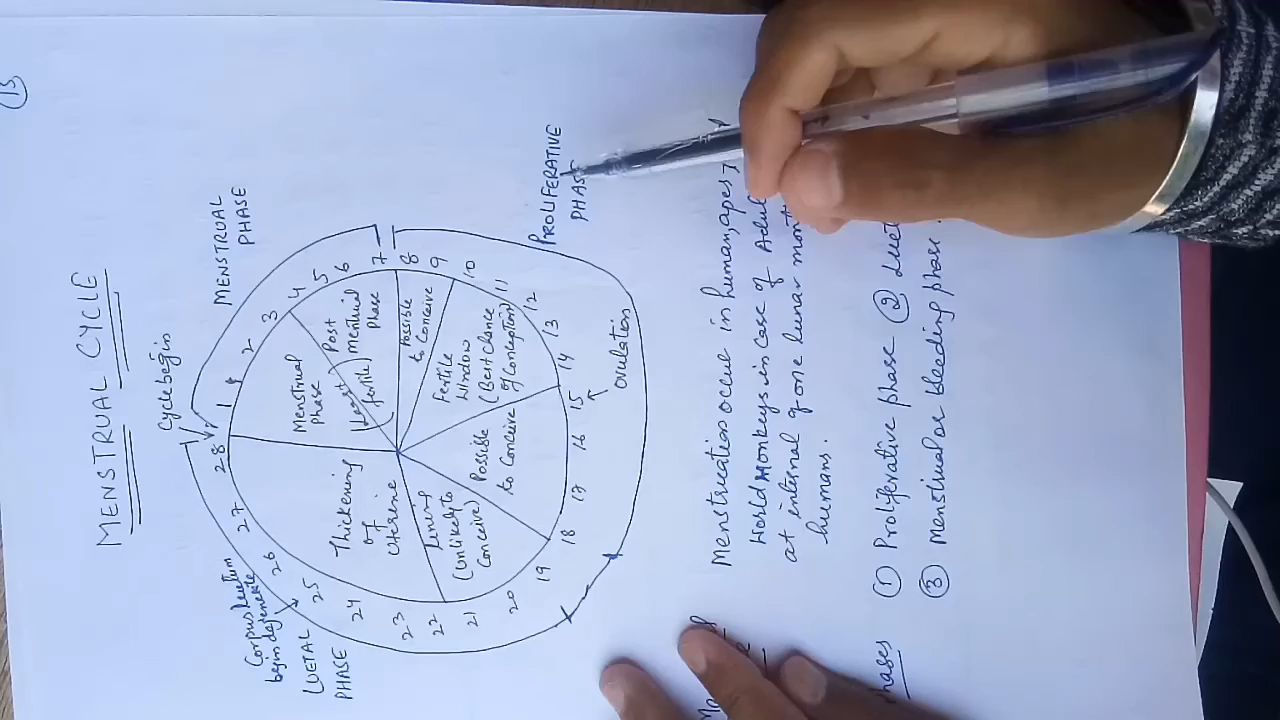 13
MENSTRUAL CYCLE
Cycle begin
MENSTRUAL
PHASE
1 2 3 4 5 6 7 8 9 10 11 12 13 14 15 16 17 18 19 20 21 22 23 24 25 26 27 28
Menstrual
Phase
Post
menstrual
Phase
(Least
fertile)
Possible
to Conceive
Fertile
Window
(Best chance
of conception)
Possible
to Conceive
Thickening
of
Uterine
Lining
(unlikely to
Conceive)
Corpus luetum
begin degenerate
LUETAL
PHASE
PROLIFERATIVE
PHASE
ovulation
Menstruation occur in human, apes,
World Monkeys in case of
at interval of one lunar
humans.
phases
① Proliferative phase ②
③ Menstrual or bleeding phase.